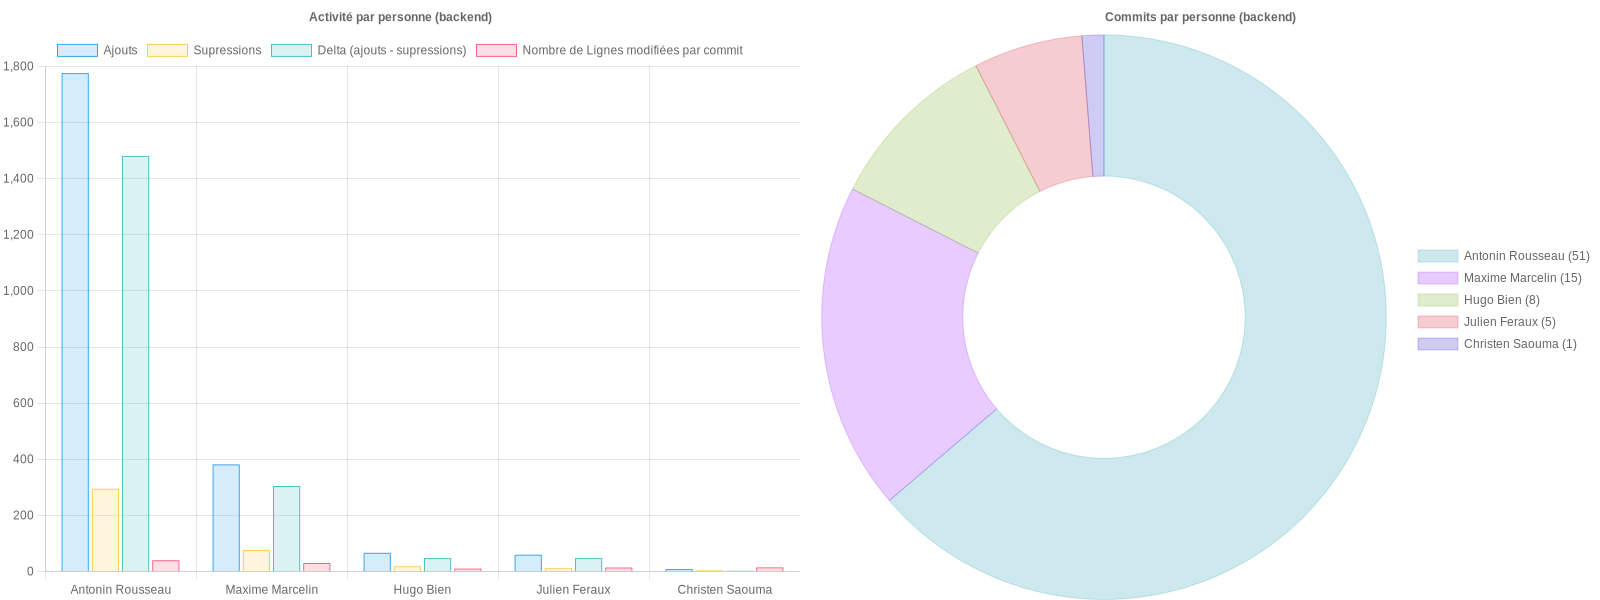 Activité par personne (backend)
Ajouts Supressions Delta (ajouts - supressions) Nombre de Lignes modifiées par commit
1,800
1,600
1,400
1,200
1,000
800
600
400
200
0
Antonin Rousseau Maxime Marcelin Hugo Bien Julien Feraux Christen Saouma
Commits par personne (backend)
Antonin Rousseau (51)
Maxime Marcelin (15)
Hugo Bien (8)
Julien Feraux (5)
Christen Saouma (1)